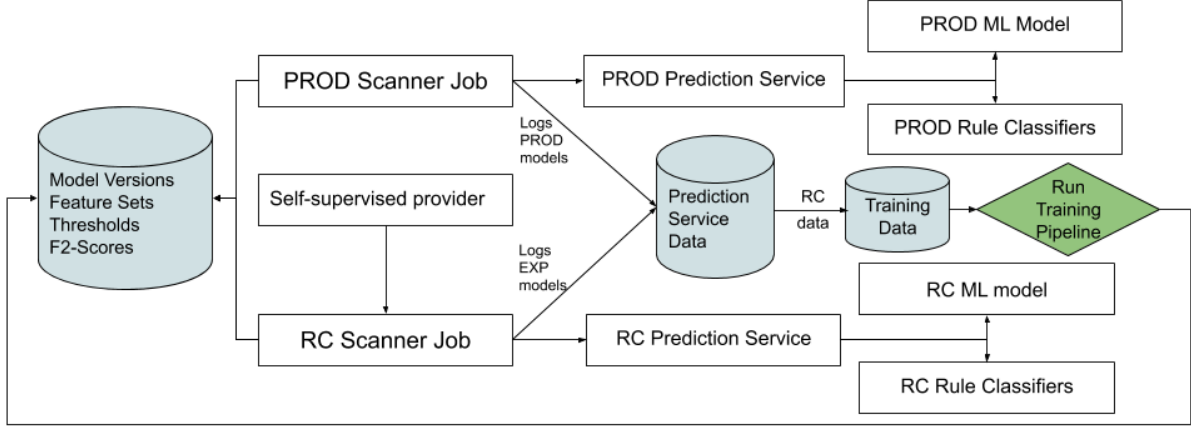 PROD ML Model
PROD Scanner Job
PROD Prediction Service
PROD Rule Classifiers
Logs
PROD
models
Model Versions
Feature Sets
Thresholds
F2-Scores
Self-supervised provider
Prediction
Service
Data
RC
data
Training
Data
Run
Training
Pipeline
Logs
EXP
models
RC ML model
RC Scanner Job
RC Prediction Service
RC Rule Classifiers